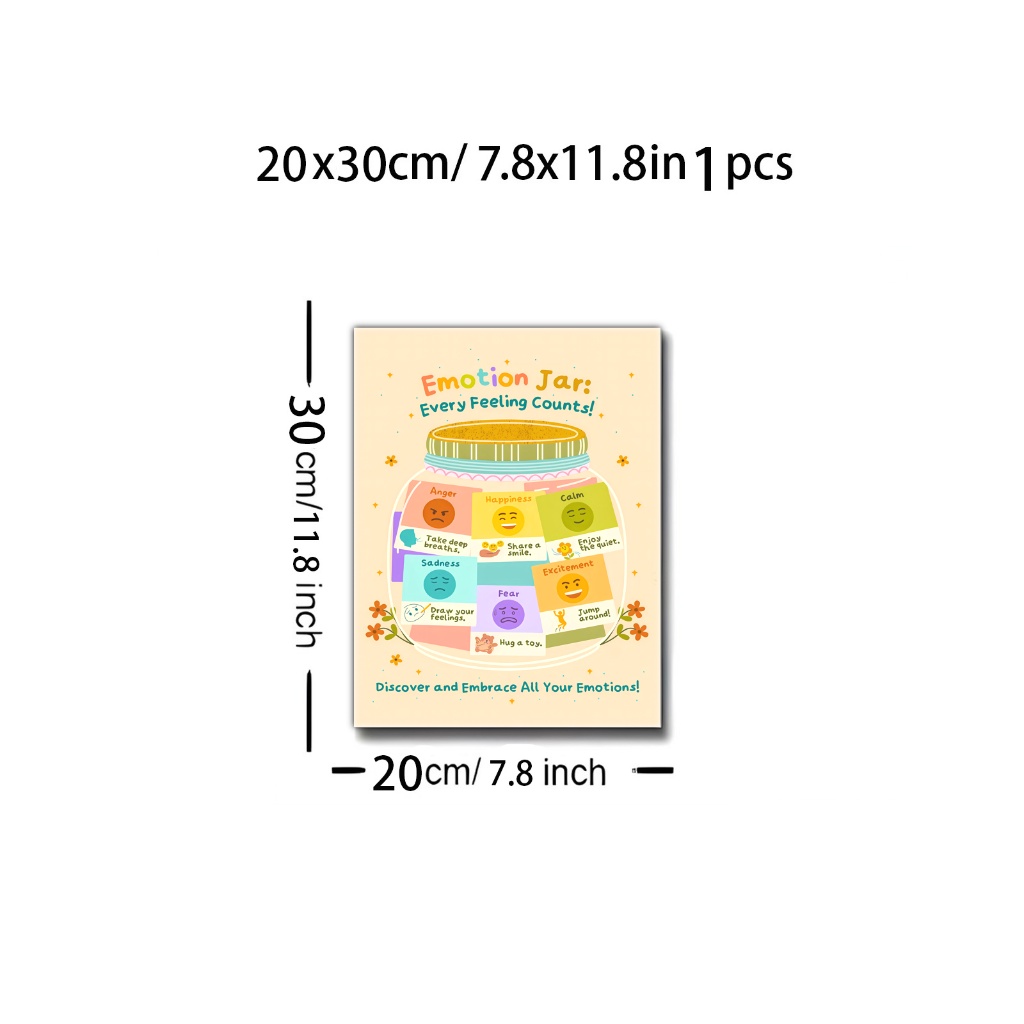 20x30cm/ 7.8x11.8in 1 pcs
30cm/11.8 inch
Emotion Jar:
Every Feeling Counts!
Anger
Take deep
breaths.
Happiness
Share a
smile.
Calm
Enjoy
the quiet.
Sadness
Draw your
feelings.
Fear
Hug a toy.
Excitement
Jump
around!
Discover and Embrace All Your Emotions!
20cm/ 7.8 inch